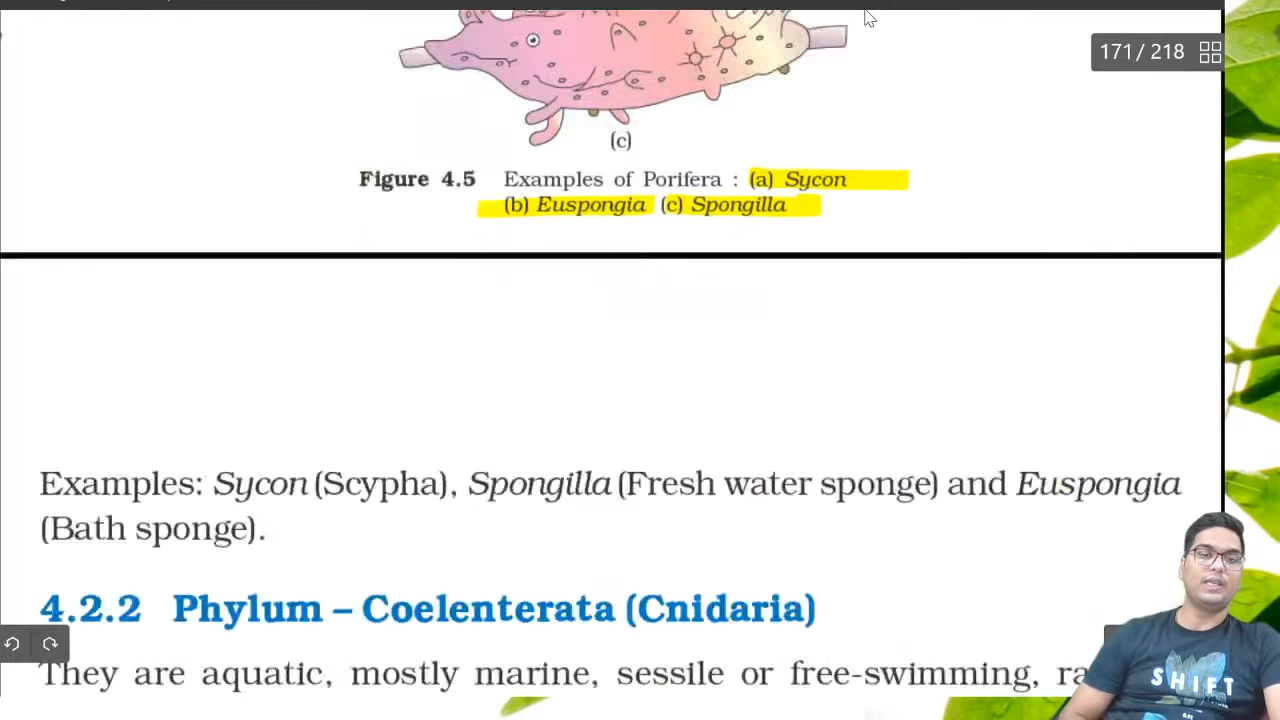 171 / 218
(c)
Figure 4.5 Examples of Porifera : (a) Sycon
(b) Euspongia (c) Spongilla
Examples: Sycon (Scypha), Spongilla (Fresh water sponge) and Euspongia
(Bath sponge).
4.2.2 Phylum – Coelenterata (Cnidaria)
They are aquatic, mostly marine, sessile or free-swimming,
SHIFT